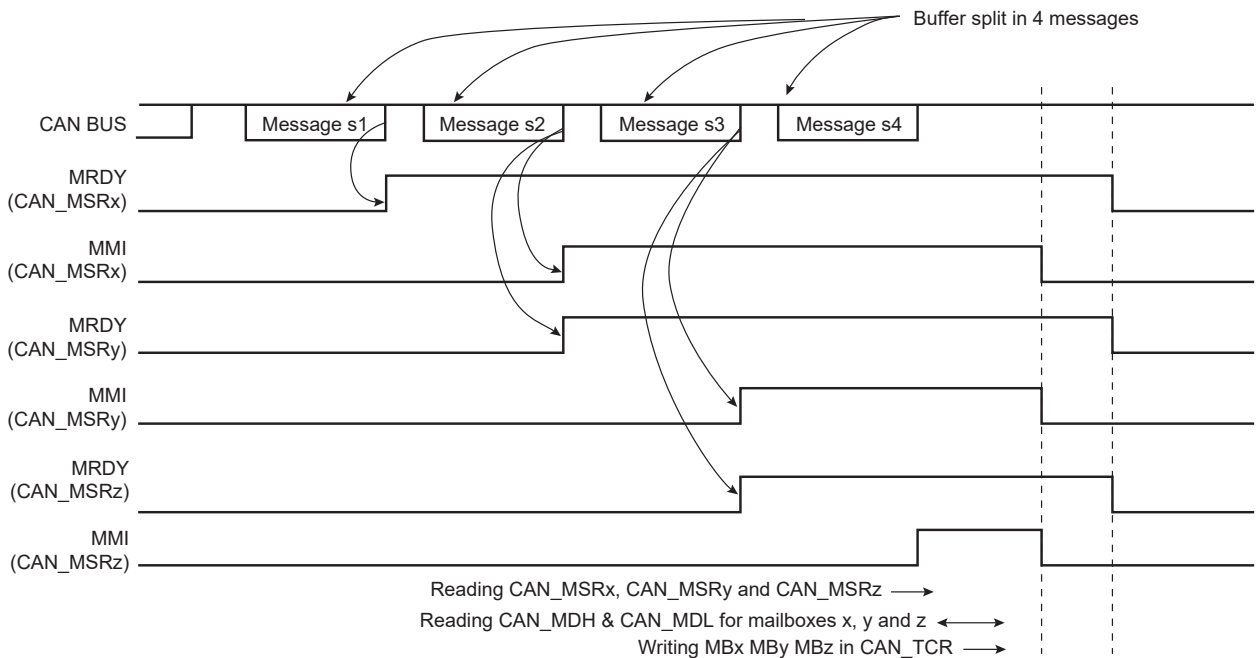 Buffer split in 4 messages
CAN BUS
Message s1
Message s2
Message s3
Message s4
MRDY
(CAN_MSRx)
MMI
(CAN_MSRx)
MRDY
(CAN_MSRy)
MMI
(CAN_MSRy)
MRDY
(CAN_MSRz)
MMI
(CAN_MSRz)
Reading CAN_MSRx, CAN_MSRy and CAN_MSRz
Reading CAN_MDH & CAN_MDL for mailboxes x, y and z
Writing MBx MBy MBz in CAN_TCR